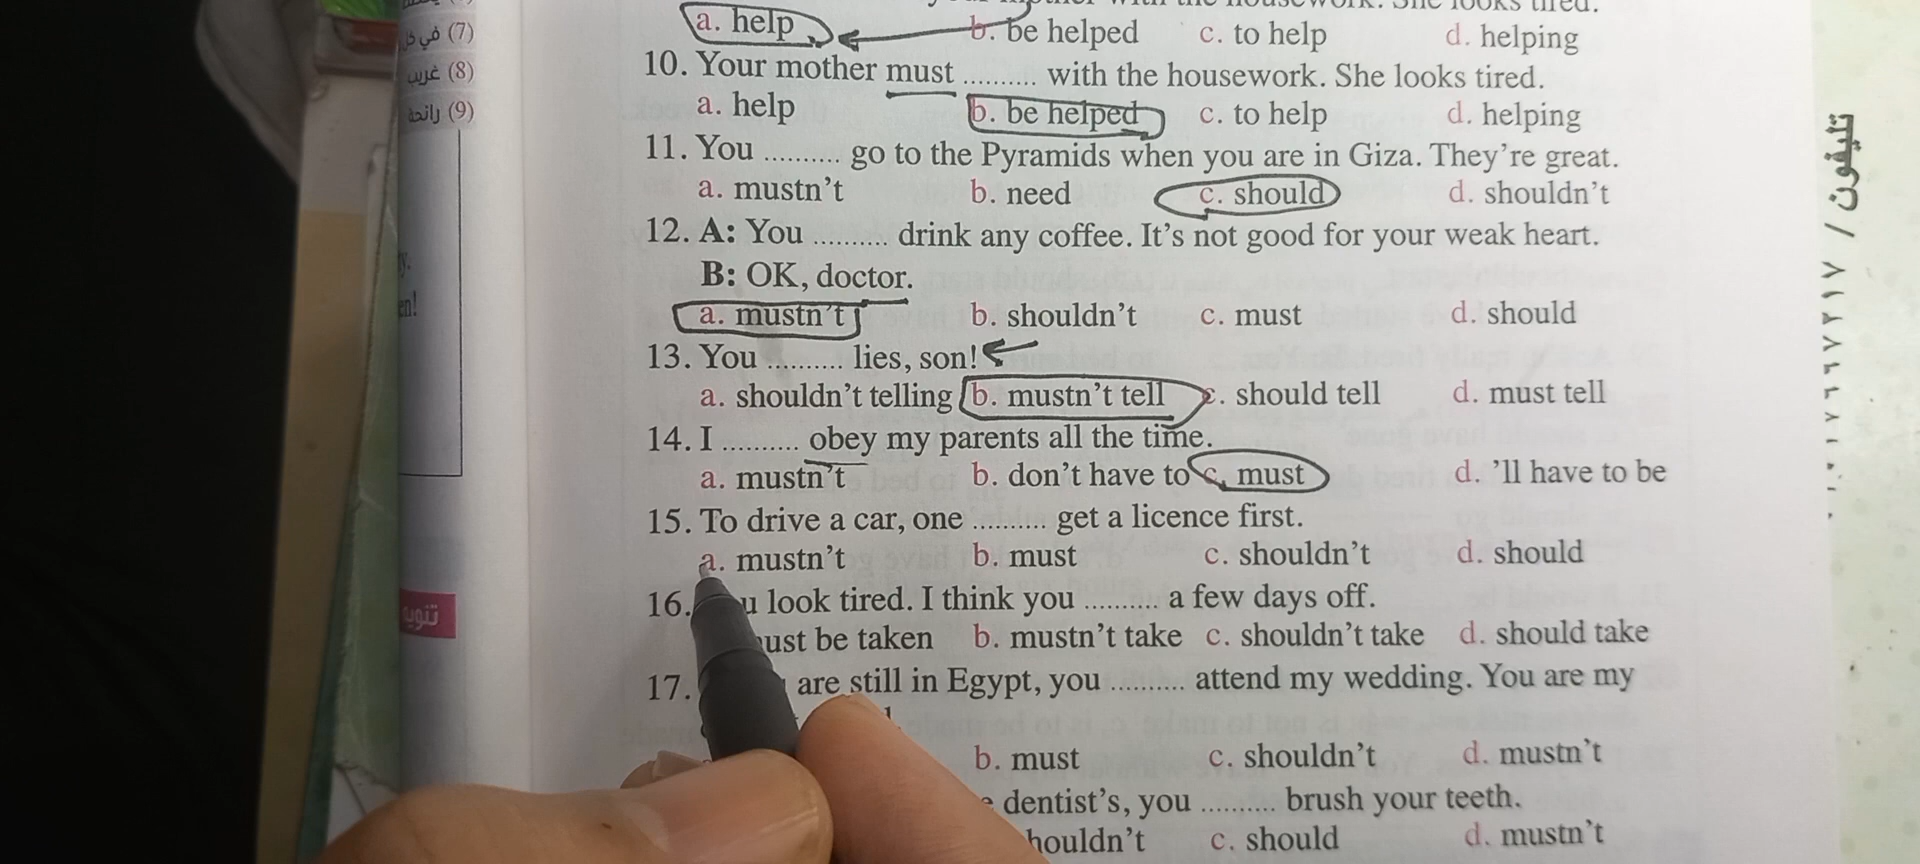 (7) في كل
(8) غريب
(9) رائحة
en!
تنويه
a. help b. be helped c. to help d. helping
10. Your mother must .......... with the housework. She looks tired.
a. help b. be helped c. to help d. helping
11. You .......... go to the Pyramids when you are in Giza. They're great.
a. mustn't b. need c. should d. shouldn't
12. A: You .......... drink any coffee. It's not good for your weak heart.
B: OK, doctor.
a. mustn't b. shouldn't c. must d. should
13. You .......... lies, son!
a. shouldn't telling b. mustn't tell c. should tell d. must tell
14. I .......... obey my parents all the time.
a. mustn't b. don't have to c. must d. 'll have to be
15. To drive a car, one .......... get a licence first.
a. mustn't b. must c. shouldn't d. should
16. u look tired. I think you .......... a few days off.
ust be taken b. mustn't take c. shouldn't take d. should take
17. are still in Egypt, you .......... attend my wedding. You are my
b. must c. shouldn't d. mustn't
dentist's, you .......... brush your teeth.
houldn't c. should d. mustn't
تليفون /